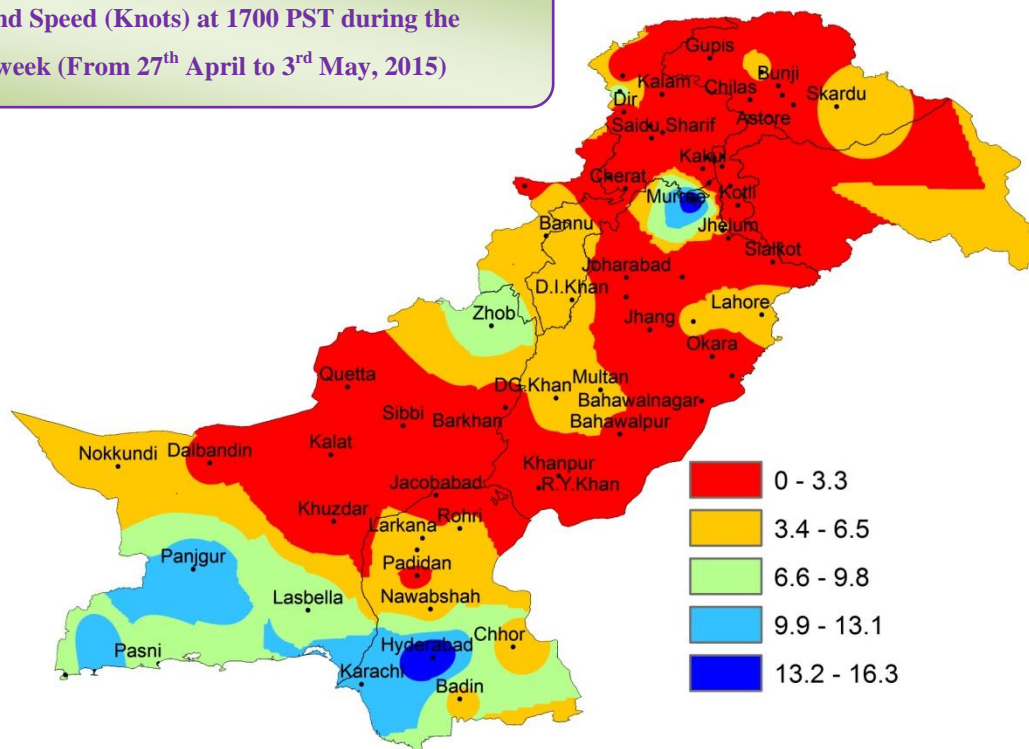 nd Speed (Knots) at 1700 PST during the
week (From 27th April to 3rd May, 2015)
Gupis
Bunji
Kalam
Chilas
Skardu
Dir
Astore
Saidu Sharif
Kakul
Cherat
Murree
Kotli
Bannu
Jhelum
Sialkot
Joharabad
D.I.Khan
Lahore
Zhob
Jhang
Okara
Quetta
DG.Khan
Multan
Bahawalnagar
Sibbi
Barkhan
Bahawalpur
Kalat
Nokkundi
Dalbandin
Khanpur
R.Y.Khan
Jacobabad
Khuzdar
Rohri
Larkana
Panjgur
Padidan
Lasbella
Nawabshah
Chhor
Hyderabad
Pasni
Karachi
Badin
0 - 3.3
3.4 - 6.5
6.6 - 9.8
9.9 - 13.1
13.2 - 16.3